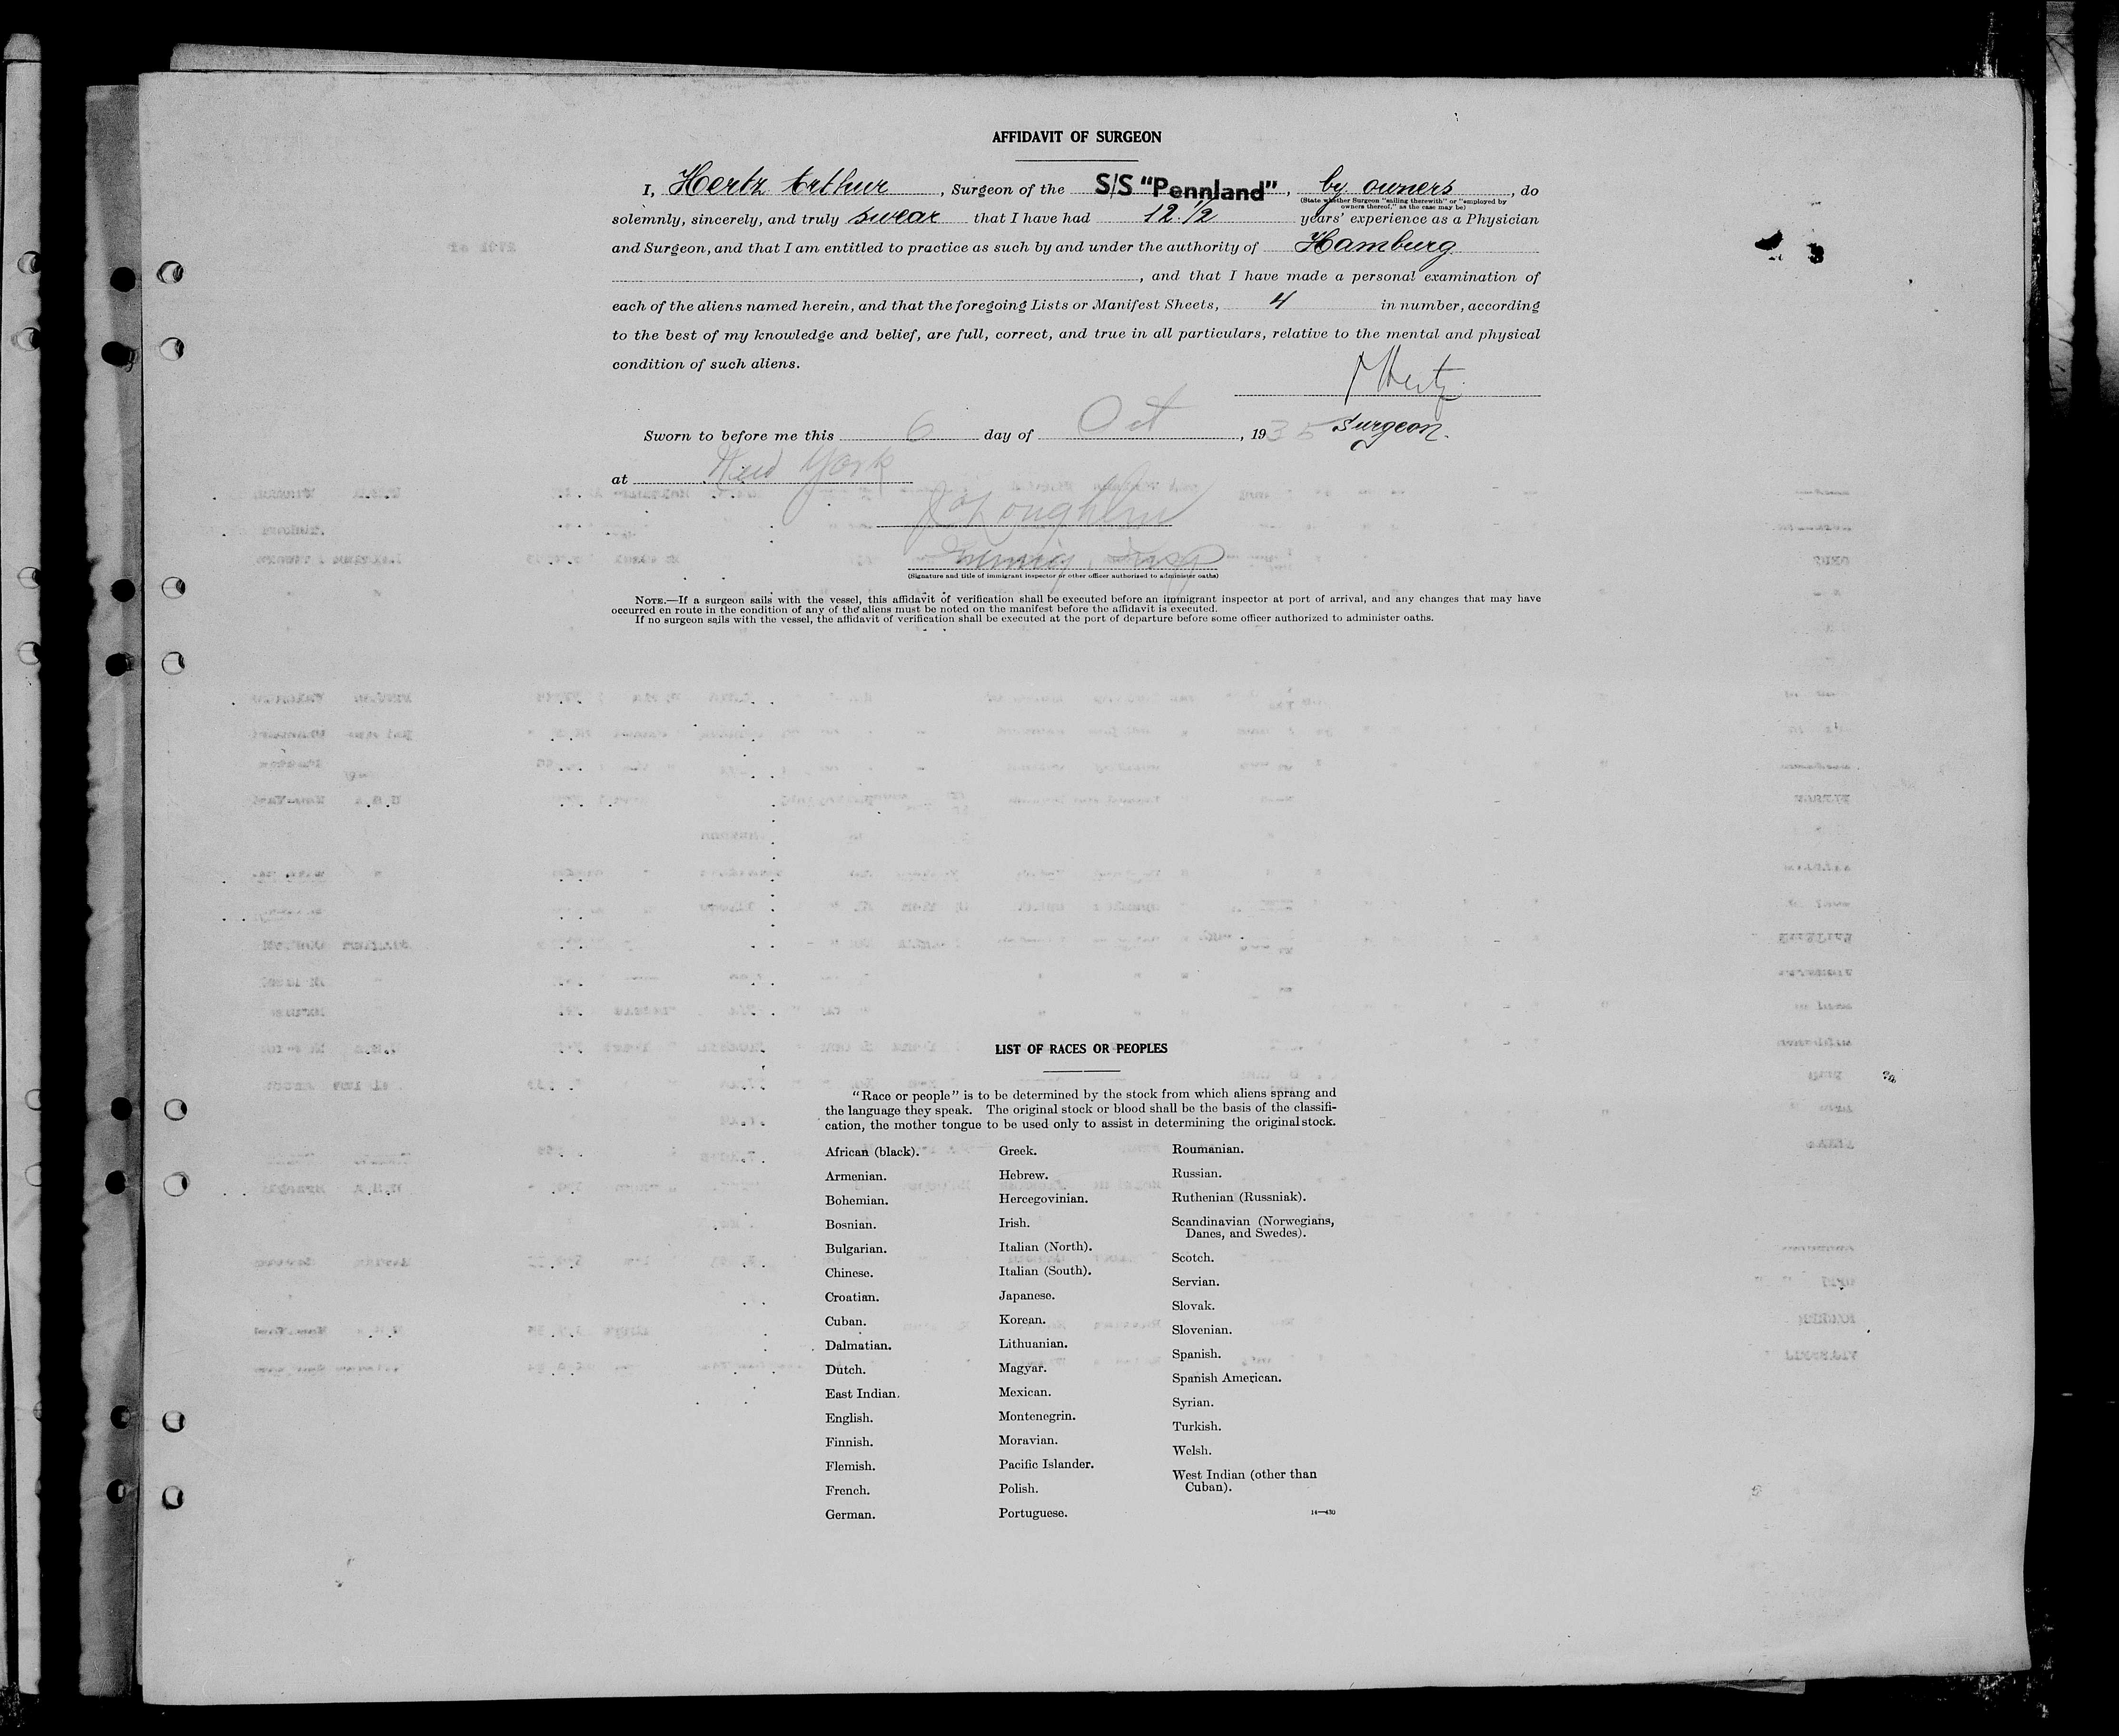 AFFIDAVIT OF SURGEON
I, Hertz Arthur, Surgeon of the S/S "Pennland", by owners, do
(State whether Surgeon "sailing therewith" or "employed by
owners thereof," as the case may be)
solemnly, sincerely, and truly swear that I have had 12 1/2 years' experience as a Physician
and Surgeon, and that I am entitled to practice as such by and under the authority of Hamburg
, and that I have made a personal examination of
each of the aliens named herein, and that the foregoing Lists or Manifest Sheets, 4 in number, according
to the best of my knowledge and belief, are full, correct, and true in all particulars, relative to the mental and physical
condition of such aliens.
Hertz
Sworn to before me this 6 day of Oct, 1935 Surgeon.
at New York
Immig. Insp
(Signature and title of immigrant inspector or other officer authorized to administer oaths)
NOTE.—If a surgeon sails with the vessel, this affidavit of verification shall be executed before an immigrant inspector at port of arrival, and any changes that may have
occurred en route in the condition of any of the aliens must be noted on the manifest before the affidavit is executed.
If no surgeon sails with the vessel, the affidavit of verification shall be executed at the port of departure before some officer authorized to administer oaths.
LIST OF RACES OR PEOPLES
"Race or people" is to be determined by the stock from which aliens sprang and
the language they speak. The original stock or blood shall be the basis of the classifi-
cation, the mother tongue to be used only to assist in determining the original stock.
African (black).
Armenian.
Bohemian.
Bosnian.
Bulgarian.
Chinese.
Croatian.
Cuban.
Dalmatian.
Dutch.
East Indian.
English.
Finnish.
Flemish.
French.
German.
Greek.
Hebrew.
Hercegovinian.
Irish.
Italian (North).
Italian (South).
Japanese.
Korean.
Lithuanian.
Magyar.
Mexican.
Montenegrin.
Moravian.
Pacific Islander.
Polish.
Portuguese.
Roumanian.
Russian.
Ruthenian (Russniak).
Scandinavian (Norwegians,
Danes, and Swedes).
Scotch.
Servian.
Slovak.
Slovenian.
Spanish.
Spanish American.
Syrian.
Turkish.
Welsh.
West Indian (other than
Cuban).
14—430